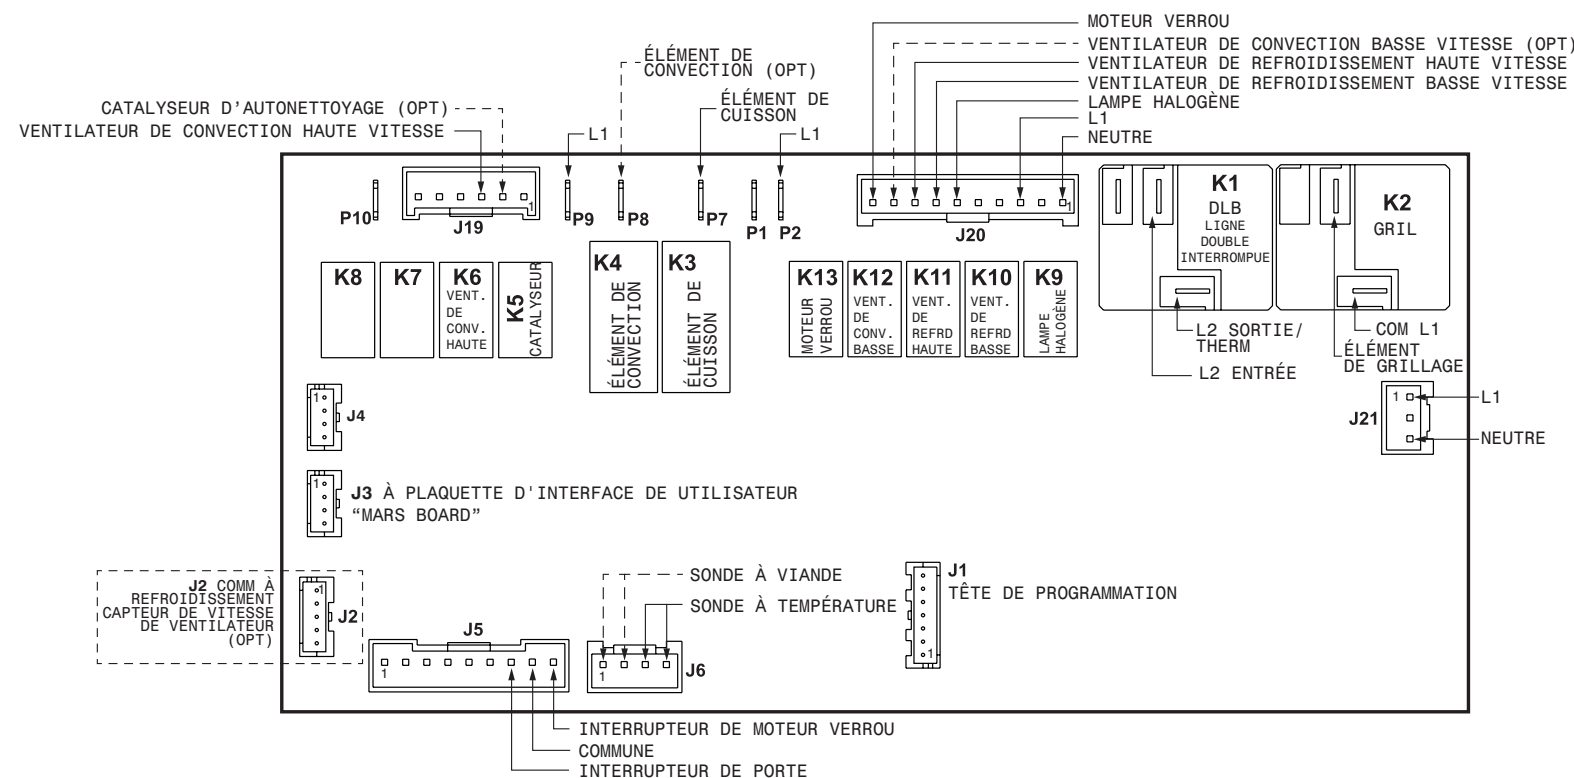 MOTEUR VERROU
VENTILATEUR DE CONVECTION BASSE VITESSE (OPT)
VENTILATEUR DE REFROIDISSEMENT HAUTE VITESSE
VENTILATEUR DE REFROIDISSEMENT BASSE VITESSE
LAMPE HALOGÈNE
L1
NEUTRE
ÉLÉMENT DE
CONVECTION (OPT)
ÉLÉMENT DE
CUISSON
CATALYSEUR D'AUTONETTOYAGE (OPT)
VENTILATEUR DE CONVECTION HAUTE VITESSE
L1
L1
P10
1
J19
P9
P8
P7
P1
P2
1
J20
K1
DLB
LIGNE
DOUBLE
INTERROMPUE
K2
GRIL
K8
K7
K6
VENT.
DE
CONV.
HAUTE
K5
CATALYSEUR
K4
ÉLÉMENT DE
CONVECTION
K3
ÉLÉMENT DE
CUISSON
K13
MOTEUR
VERROU
K12
VENT.
DE
CONV.
BASSE
K11
VENT.
DE
REFRD
HAUTE
K10
VENT.
DE
REFRD
BASSE
K9
LAMPE
HALOGÈNE
L2 SORTIE/
THERM
L2 ENTRÉE
COM L1
ÉLÉMENT
DE GRILLAGE
1
J4
1
J21
L1
NEUTRE
1
J3 À PLAQUETTE D'INTERFACE DE UTILISATEUR
“MARS BOARD”
J2 COMM À
REFROIDISSEMENT
CAPTEUR DE VITESSE
DE VENTILATEUR
(OPT)
1
J2
J5
1
SONDE À VIANDE
SONDE À TEMPÉRATURE
1
J6
J1
TÊTE DE PROGRAMMATION
1
INTERRUPTEUR DE MOTEUR VERROU
COMMUNE
INTERRUPTEUR DE PORTE